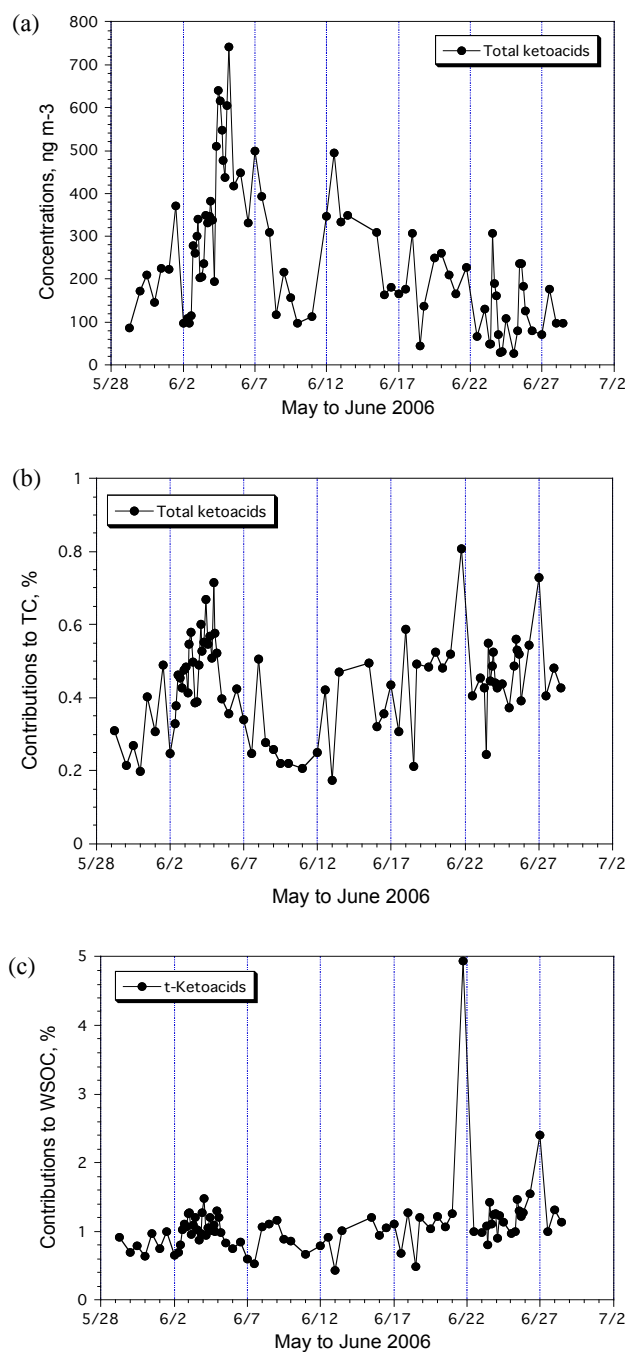 (a)
800
700
600
500
400
300
200
100
0
Concentrations, ng m-3
Total ketoacids
5/28 6/2 6/7 6/12 6/17 6/22 6/27 7/2
May to June 2006
(b)
1
0.8
0.6
0.4
0.2
0
Contributions to TC, %
Total ketoacids
5/28 6/2 6/7 6/12 6/17 6/22 6/27 7/2
May to June 2006
(c)
5
4
3
2
1
0
Contributions to WSOC, %
t-Ketoacids
5/28 6/2 6/7 6/12 6/17 6/22 6/27 7/2
May to June 2006